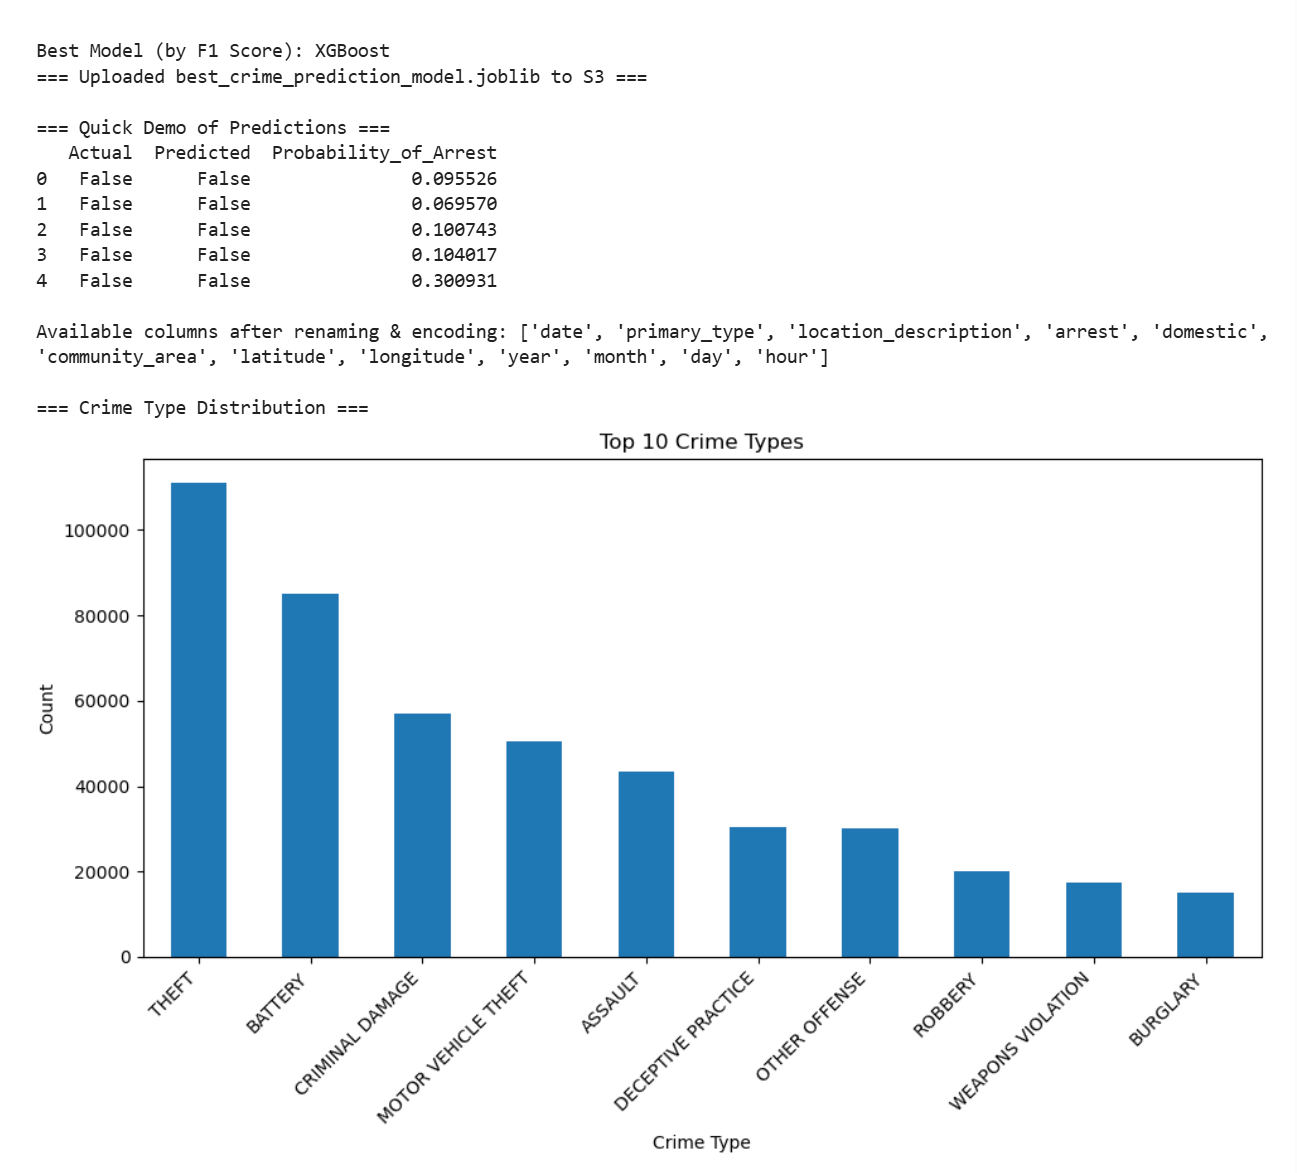 Best Model (by F1 Score): XGBoost
=== Uploaded best_crime_prediction_model.joblib to S3 ===
=== Quick Demo of Predictions ===
Actual Predicted Probability_of_Arrest
0 False False 0.095526
1 False False 0.069570
2 False False 0.100743
3 False False 0.104017
4 False False 0.300931
Available columns after renaming & encoding: ['date', 'primary_type', 'location_description', 'arrest', 'domestic',
'community_area', 'latitude', 'longitude', 'year', 'month', 'day', 'hour']
=== Crime Type Distribution ===
Top 10 Crime Types
100000
80000
60000
40000
20000
0
Count
THEFT
BATTERY
CRIMINAL DAMAGE
MOTOR VEHICLE THEFT
ASSAULT
DECEPTIVE PRACTICE
OTHER OFFENSE
ROBBERY
WEAPONS VIOLATION
BURGLARY
Crime Type